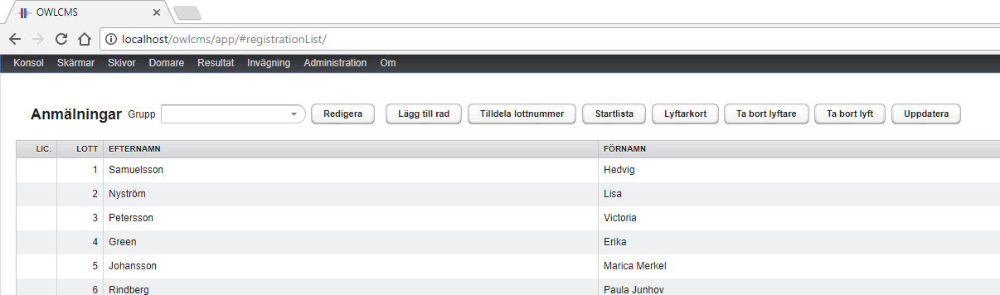 OWLCMS
localhost/owlcms/app/#registrationList/
Konsol Skärmar Skivor Domare Resultat Invägning Administration Om
Anmälningar Grupp Redigera Lägg till rad Tilldela lottnummer Startlista Lyftarkort Ta bort lyftare Ta bort lyft Uppdatera
LIC. LOTT EFTERNAMN FÖRNAMN
1 Samuelsson Hedvig
2 Nyström Lisa
3 Petersson Victoria
4 Green Erika
5 Johansson Marica Merkel
6 Rindberg Paula Junhov